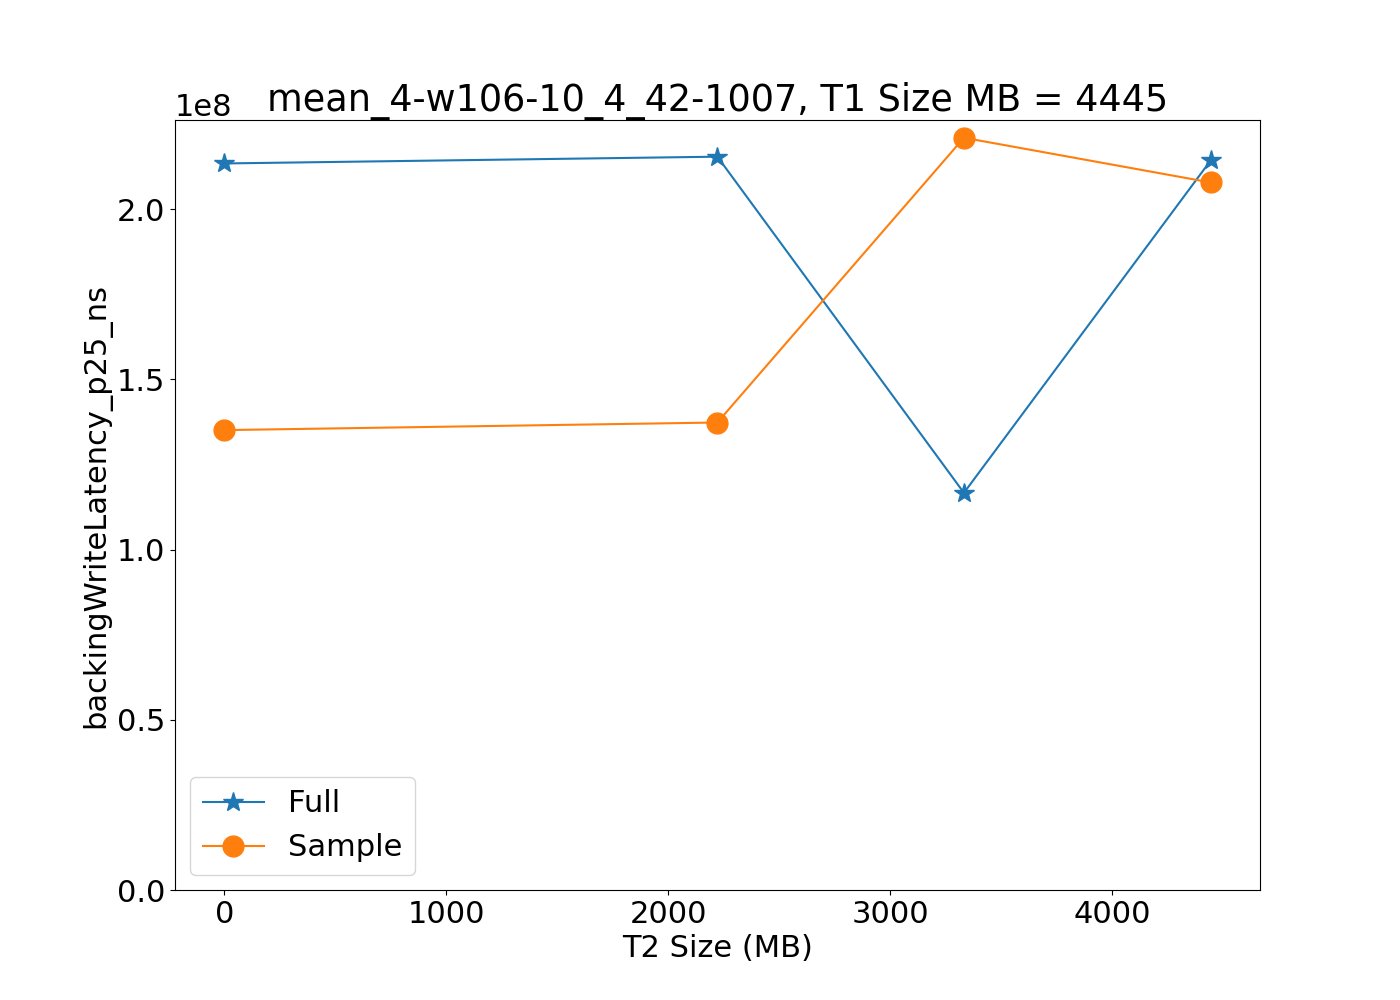 1e8
mean_4-w106-10_4_42-1007, T1 Size MB = 4445
backingWriteLatency_p25_ns
2.0
1.5
1.0
0.5
0.0
Full
Sample
0 1000 2000 3000 4000
T2 Size (MB)